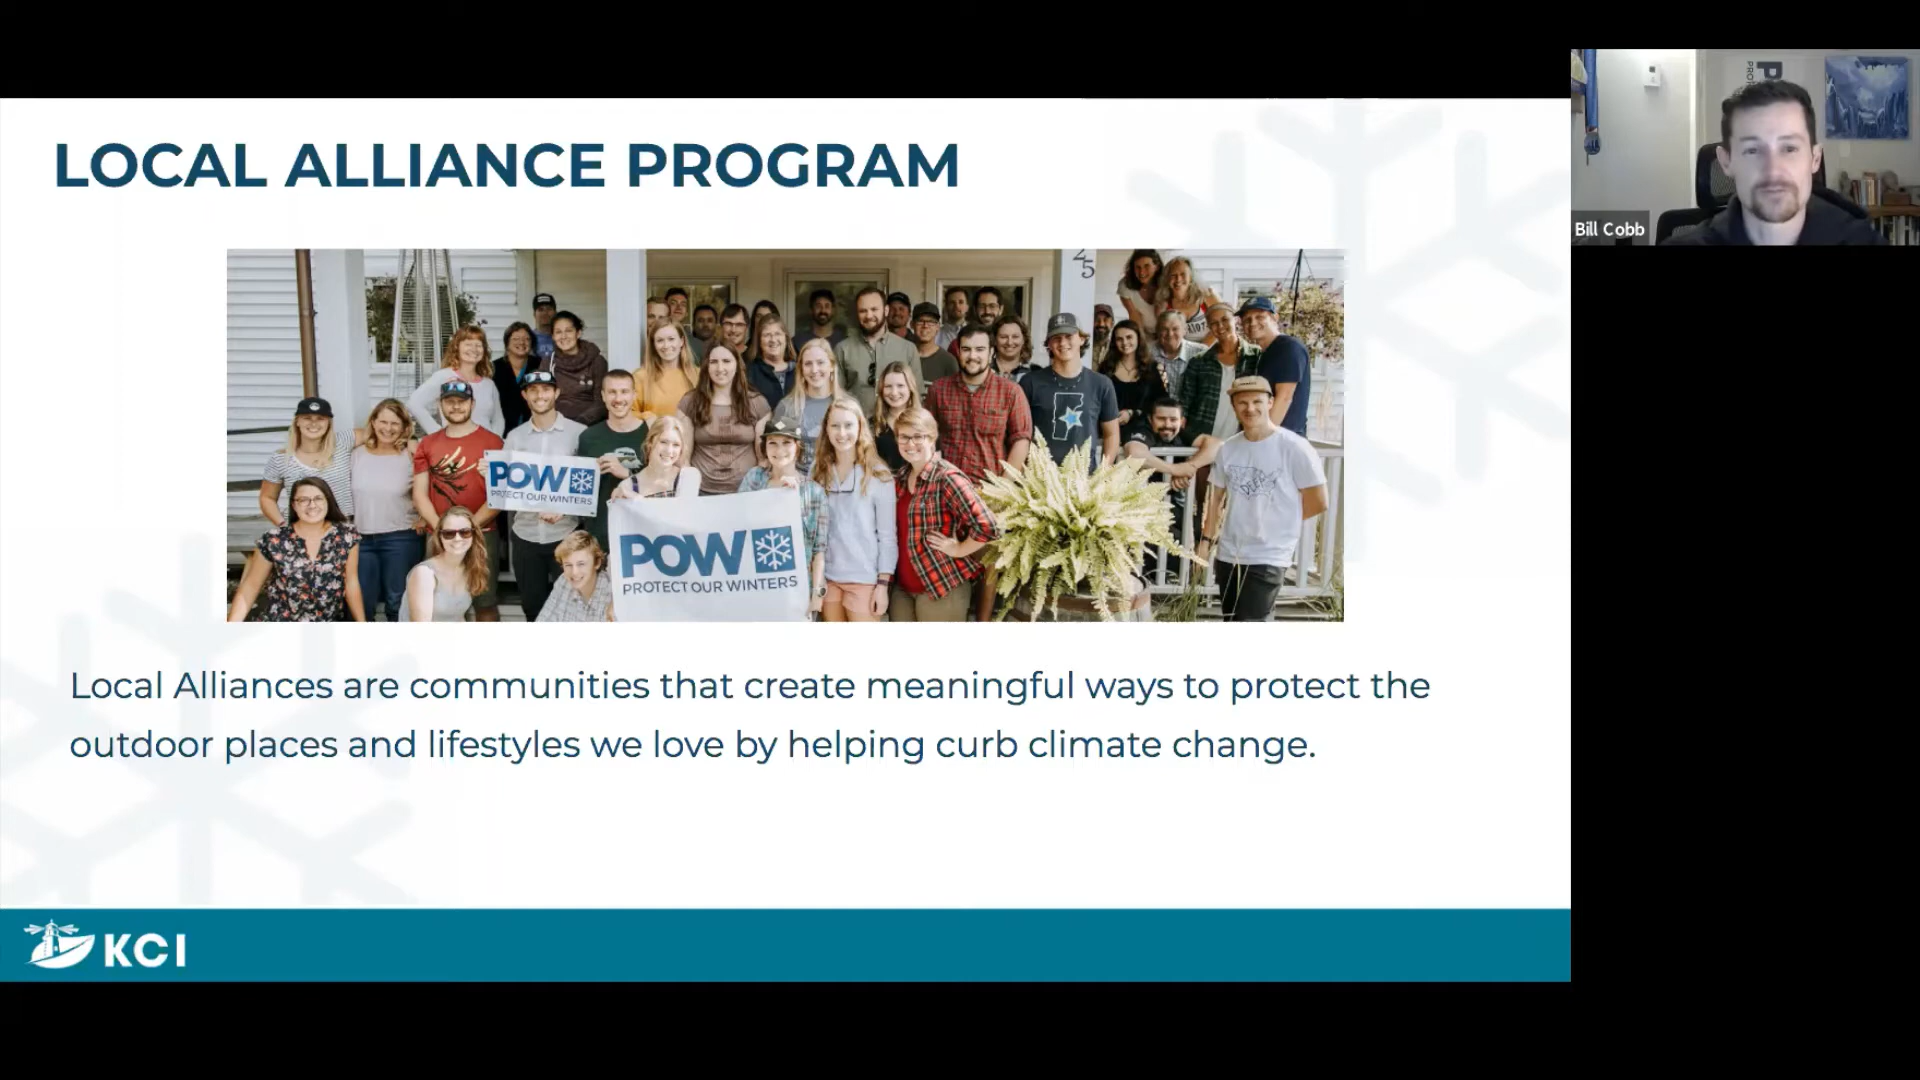 LOCAL ALLIANCE PROGRAM
Bill Cobb
25
POW
PROTECT OUR WINTERS
POW
PROTECT OUR WINTERS
Local Alliances are communities that create meaningful ways to protect the
outdoor places and lifestyles we love by helping curb climate change.
KCI